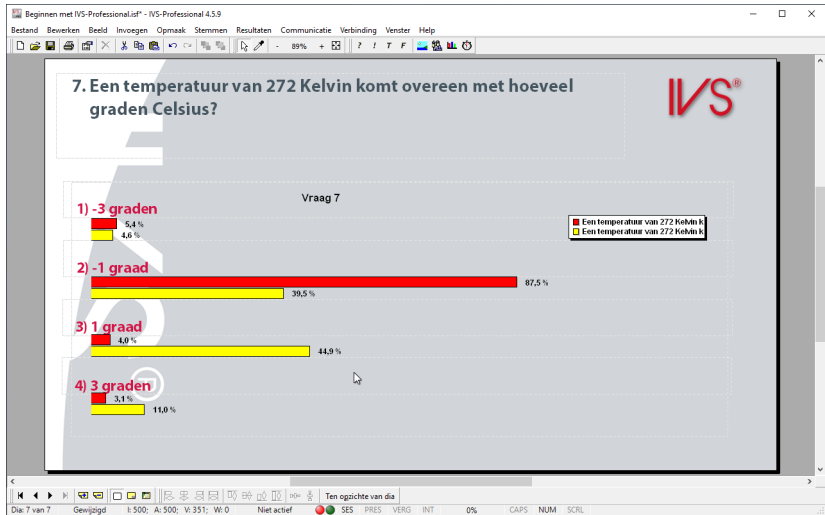 Beginnen met IVS-Professional.isf* - IVS-Professional 4.5.9
Bestand Bewerken Beeld Invoegen Opmaak Stemmen Resultaten Communicatie Verbinding Venster Help
- 89% + ? ! T F
7. Een temperatuur van 272 Kelvin komt overeen met hoeveel
graden Celsius?
IVS®
Vraag 7
1) -3 graden
5,4 %
4,6 %
Een temperatuur van 272 Kelvin k
Een temperatuur van 272 Kelvin k
2) -1 graad
87,5 %
39,5 %
3) 1 graad
4,0 %
44,9 %
4) 3 graden
3,1 %
11,0 %
Ten opzichte van dia
Dia: 7 van 7 Gewijzigd I: 500; A: 500; V: 351; W: 0 Niet actief SES PRES VERG INT 0% CAPS NUM SCRL